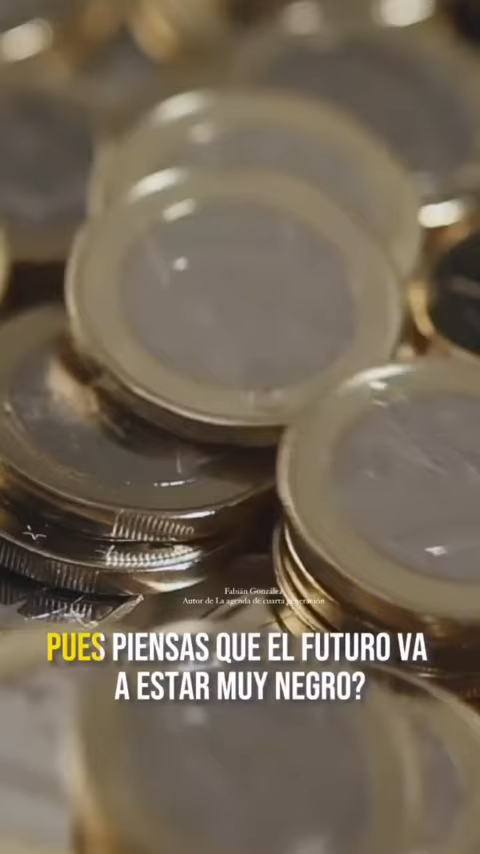 Fabián González
Autor de La agenda de cuarta generación
PUES PIENSAS QUE EL FUTURO VA
A ESTAR MUY NEGRO?